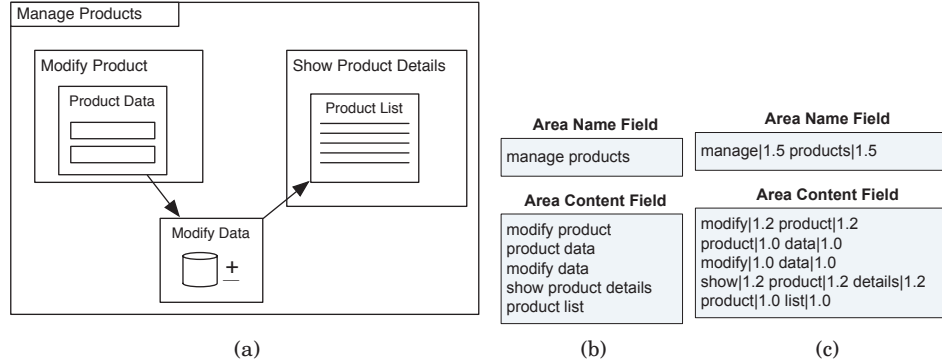 Manage Products
Modify Product
Product Data
Show Product Details
Product List
Modify Data
+
(a)
Area Name Field
manage products
Area Content Field
modify product
product data
modify data
show product details
product list
(b)
Area Name Field
manage|1.5 products|1.5
Area Content Field
modify|1.2 product|1.2
product|1.0 data|1.0
modify|1.0 data|1.0
show|1.2 product|1.2 details|1.2
product|1.0 list|1.0
(c)